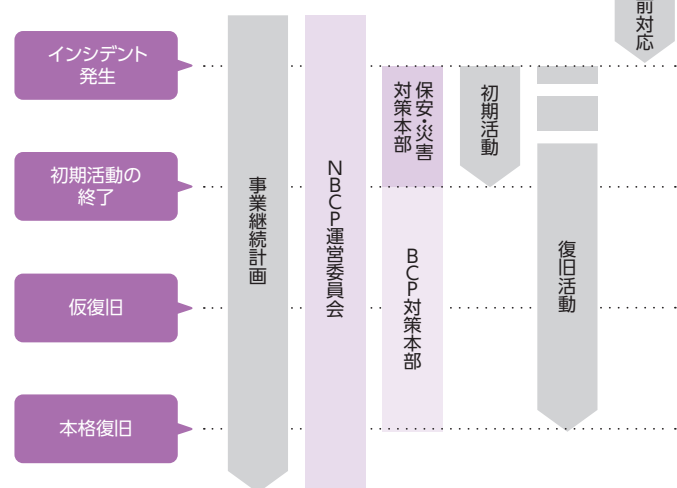 前対応
インシデント
発生
初期活動の
終了
仮復旧
本格復旧
事業継続計画
NBCP運営委員会
保安・災害
対策本部
BCP対策本部
初期活動
復旧活動